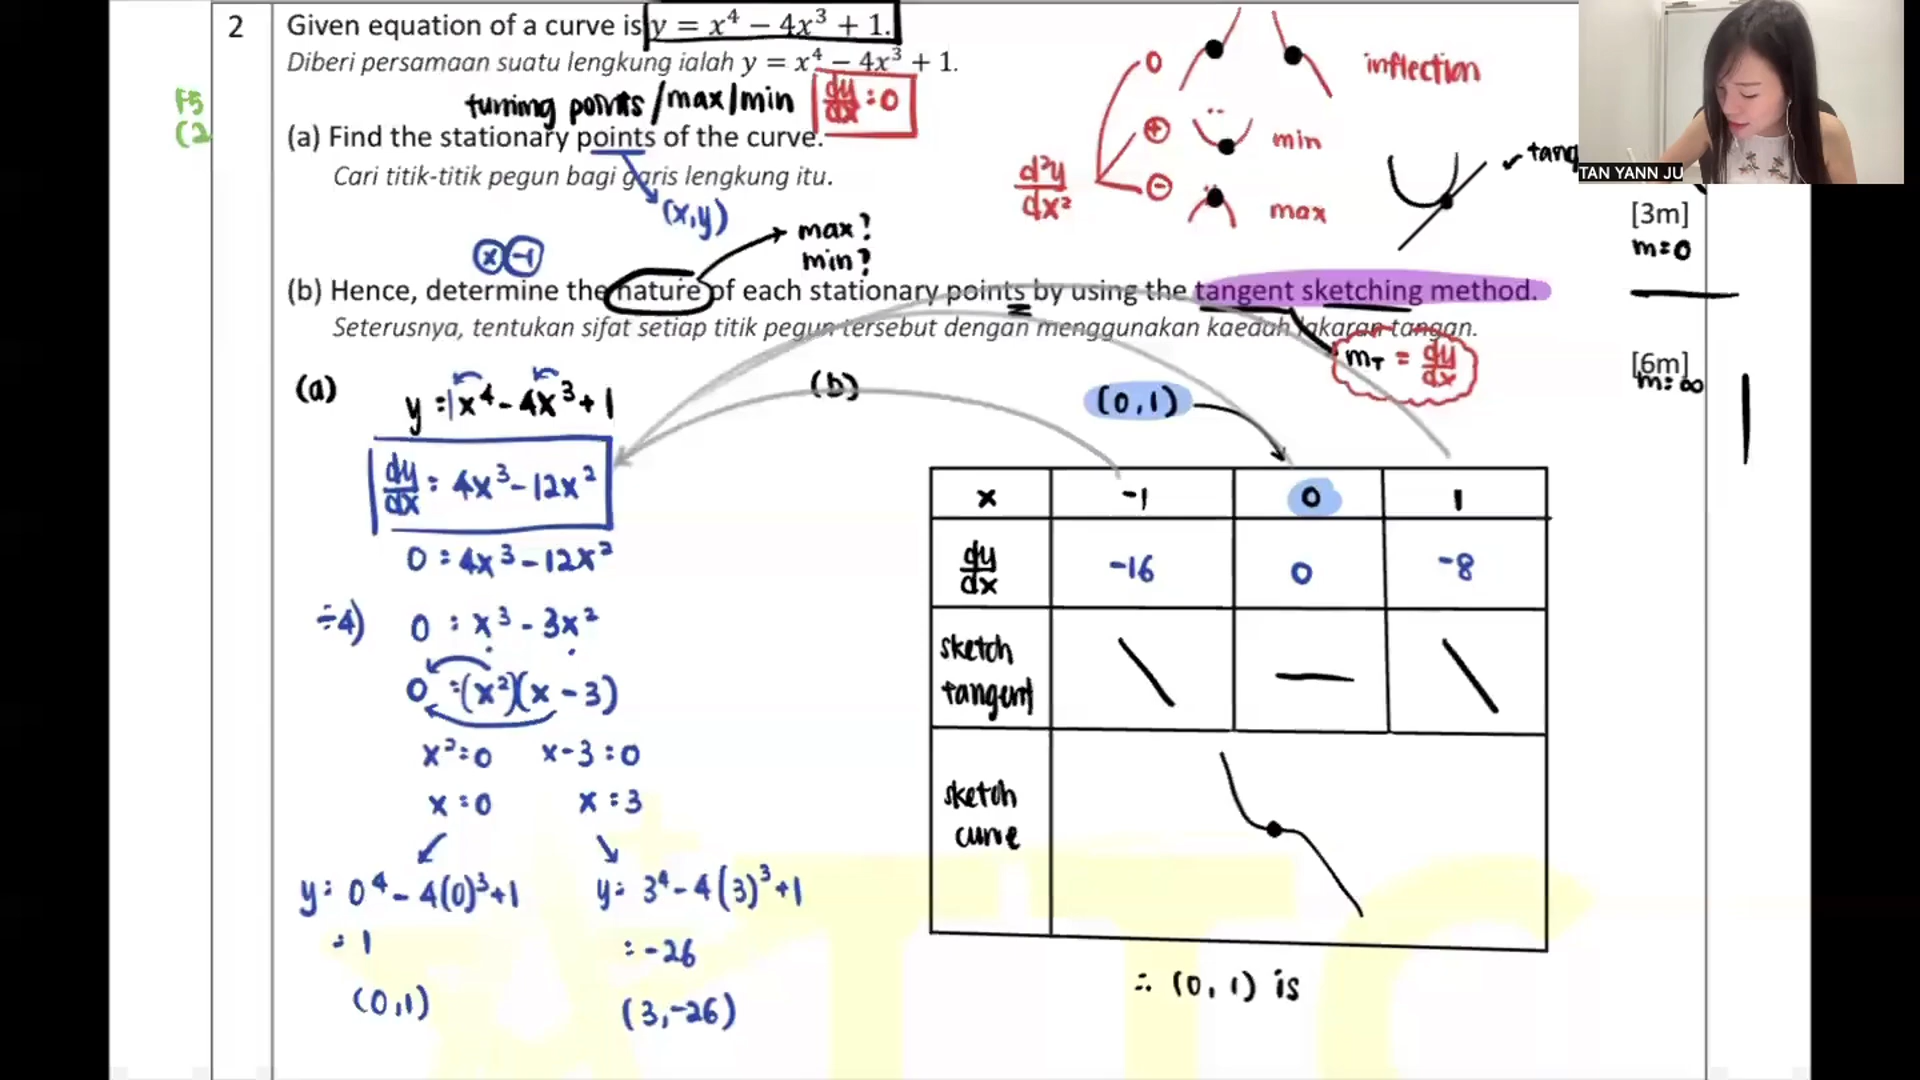 2
Given equation of a curve is y = x⁴ − 4x³ + 1.
Diberi persamaan suatu lengkung ialah y = x⁴ − 4x³ + 1.
F5
C2
turning points/max/min
dy/dx = 0
(a) Find the stationary points of the curve.
Cari titik-titik pegun bagi garis lengkung itu.
(x,y)
[3m]
d²y/dx²
0
inflection
+
min
−
max
TAN YANN JU
m=0
max?
min?
x −1
(b) Hence, determine the nature of each stationary points by using the tangent sketching method.
Seterusnya, tentukan sifat setiap titik pegun tersebut dengan menggunakan kaedah lakaran tangan.
[6m]
m=∞
m_T = dy/dx
(a)
y = 1x⁴ - 4x³ + 1
dy/dx = 4x³ - 12x²
0 = 4x³ - 12x²
÷4) 0 = x³ - 3x²
0 = (x²)(x - 3)
x² = 0 x - 3 = 0
x = 0 x = 3
y = 0⁴ - 4(0)³ + 1 y = 3⁴ - 4(3)³ + 1
= 1 = -26
(0,1) (3,-26)
(b)
(0,1)
x -1 0 1
dy/dx -16 0 -8
sketch
tangent
sketch
curve
∴ (0,1) is